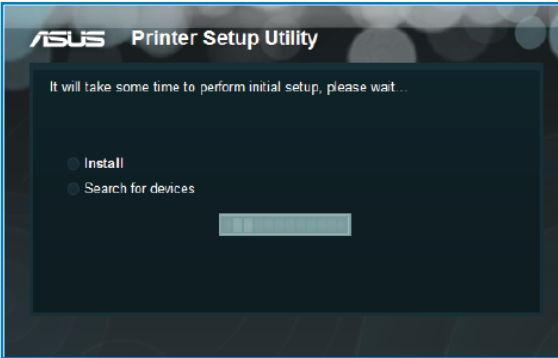 ASUS Printer Setup Utility
It will take some time to perform initial setup, please wait...
Install
Search for devices